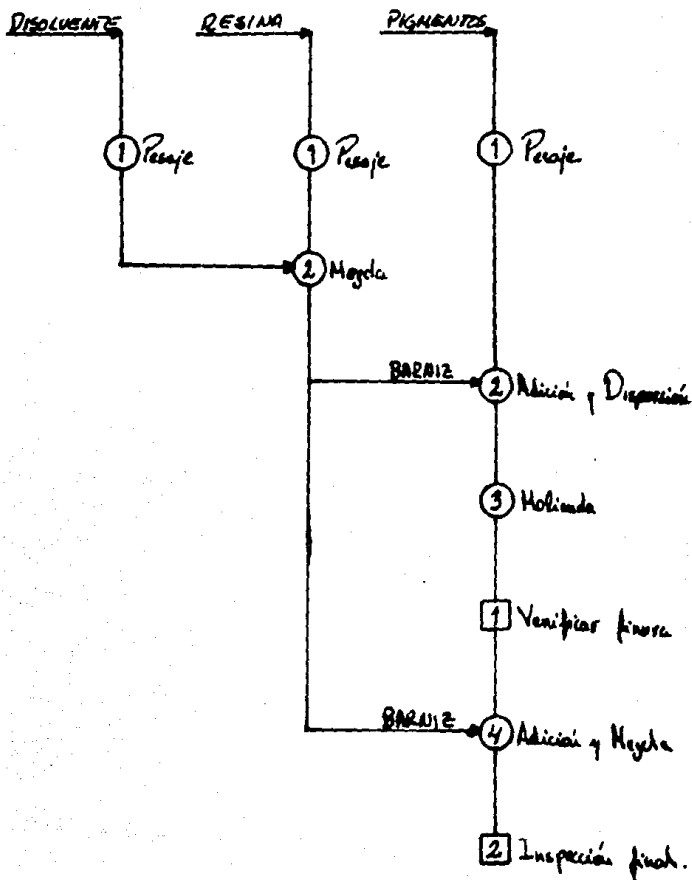 DISOLVENTE RESINA PIGMENTOS
1 Pesaje 1 Pesaje 1 Pesaje
2 Mezcla
BARNIZ 2 Adición y Dispersión
3 Molienda
1 Verificar finura
BARNIZ 4 Adición y Mezcla
2 Inspección final.